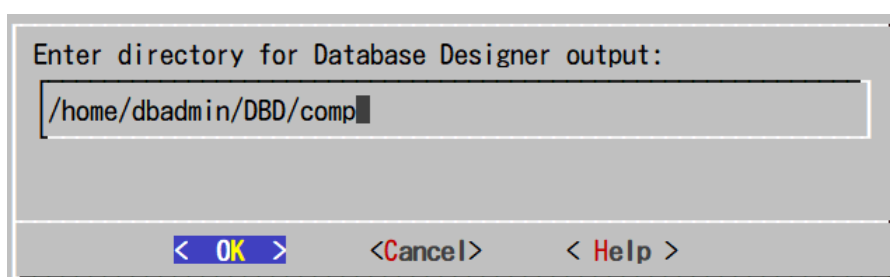 Enter directory for Database Designer output:
/home/dbadmin/DBD/comp
< OK > <Cancel> < Help >